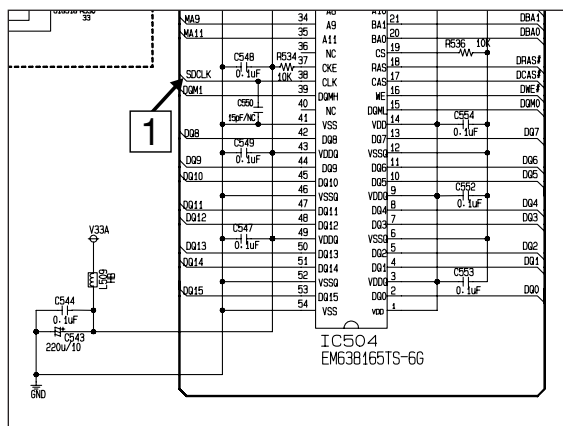 33
MA9 34 A9 BA1 21 DBA1
MA11 35 A11 BA0 20 DBA0
36 NC CS 19 R536 10K
C548 R534 37 CKE RAS 18 DRAS#
SDCLK 0.1uF 10K 38 CLK CAS 17 DCAS#
DQM1 39 DQMH WE 16 DWE#
C550 40 NC DQML 15 DQM0
15pF/NC 41 VSS VDD 14 C554
DQ8 42 DQ8 DQ7 13 0.1uF DQ7
C549 43 VDDQ VSSQ 12
DQ9 0.1uF 44 DQ9 DQ6 11 DQ6
DQ10 45 DQ10 DQ5 10 DQ5
46 VSSQ VDDQ 9 C552
DQ11 47 DQ11 DQ4 8 0.1uF DQ4
DQ12 48 DQ12 DQ3 7 DQ3
C547 49 VDDQ VSSQ 6
DQ13 0.1uF 50 DQ13 DQ2 5 DQ2
DQ14 51 DQ14 DQ1 4 DQ1
52 VSSQ VDDQ 3 C553
DQ15 53 DQ15 DQ0 2 0.1uF DQ0
54 VSS VDD 1
1
V33A
L509
C544
0.1uF
C543
220u/10
GND
IC504
EM638165TS-6G